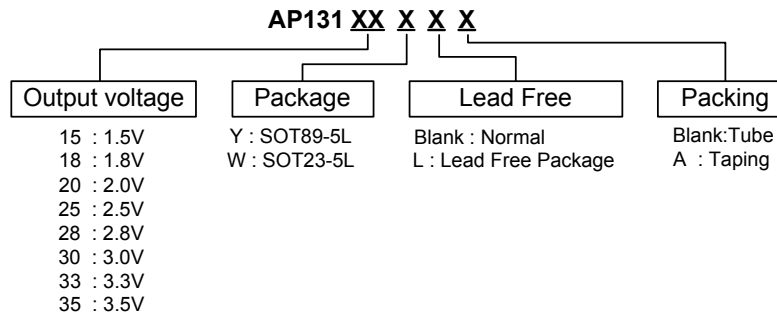 AP131 XX X X X
Output voltage
15 : 1.5V
18 : 1.8V
20 : 2.0V
25 : 2.5V
28 : 2.8V
30 : 3.0V
33 : 3.3V
35 : 3.5V
Package
Y : SOT89-5L
W : SOT23-5L
Lead Free
Blank : Normal
L : Lead Free Package
Packing
Blank:Tube
A : Taping